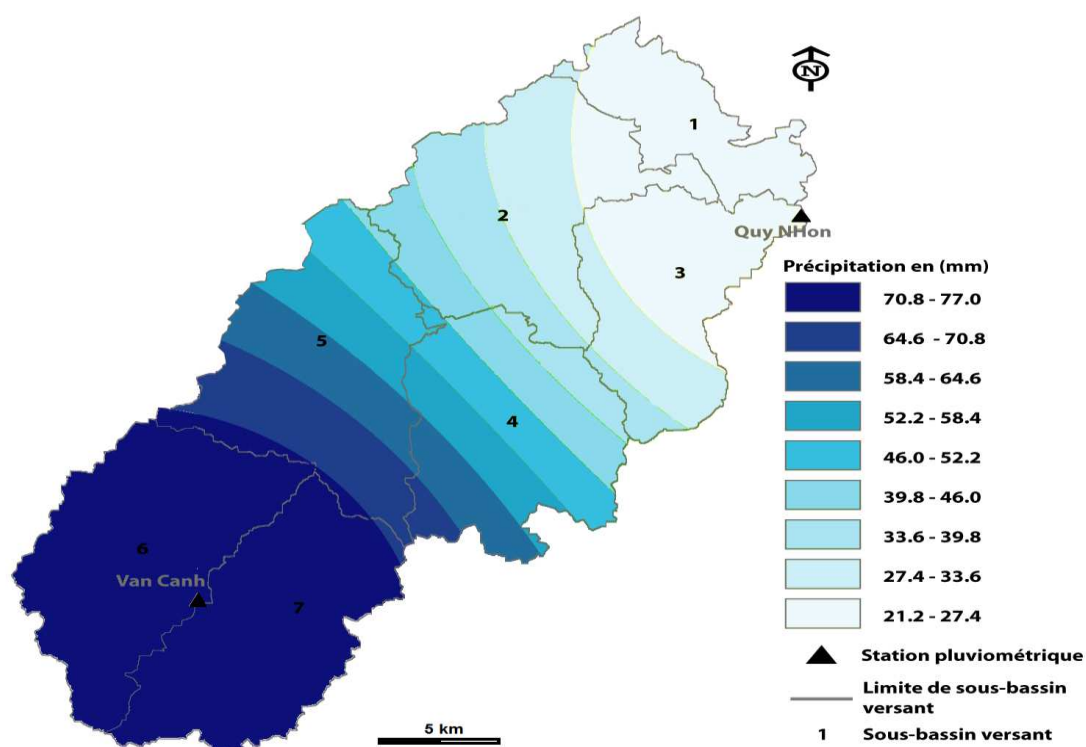 N
1
2
Quy NHon
3
Précipitation en (mm)
70.8 - 77.0
64.6 - 70.8
58.4 - 64.6
52.2 - 58.4
46.0 - 52.2
39.8 - 46.0
33.6 - 39.8
27.4 - 33.6
21.2 - 27.4
5
4
6
Van Canh
7
Station pluviométrique
Limite de sous-bassin
versant
1 Sous-bassin versant
5 km